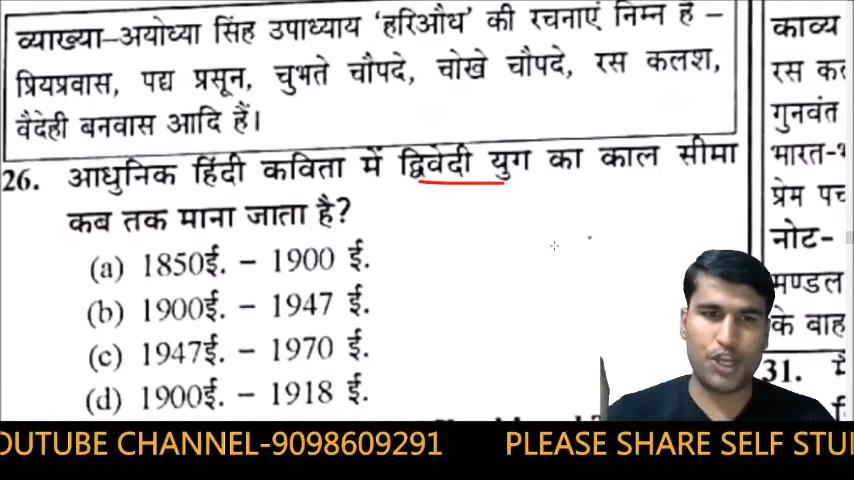 व्याख्या–अयोध्या सिंह उपाध्याय 'हरिऔध' की रचनाएं निम्न हैं –
प्रियप्रवास, पद्य प्रसून, चुभते चौपदे, चोखे चौपदे, रस कलश,
वैदेही बनवास आदि हैं।
26. आधुनिक हिंदी कविता में द्विवेदी युग का काल सीमा
कब तक माना जाता है?
(a) 1850ई. – 1900 ई.
(b) 1900ई. – 1947 ई.
(c) 1947ई. – 1970 ई.
(d) 1900ई. – 1918 ई.
काव्य
रस
गुनवंत
भारत-
प्रेम
नोट-
मण्डल
के बाह
31.
OUTUBE CHANNEL-9098609291 PLEASE SHARE SELF STU